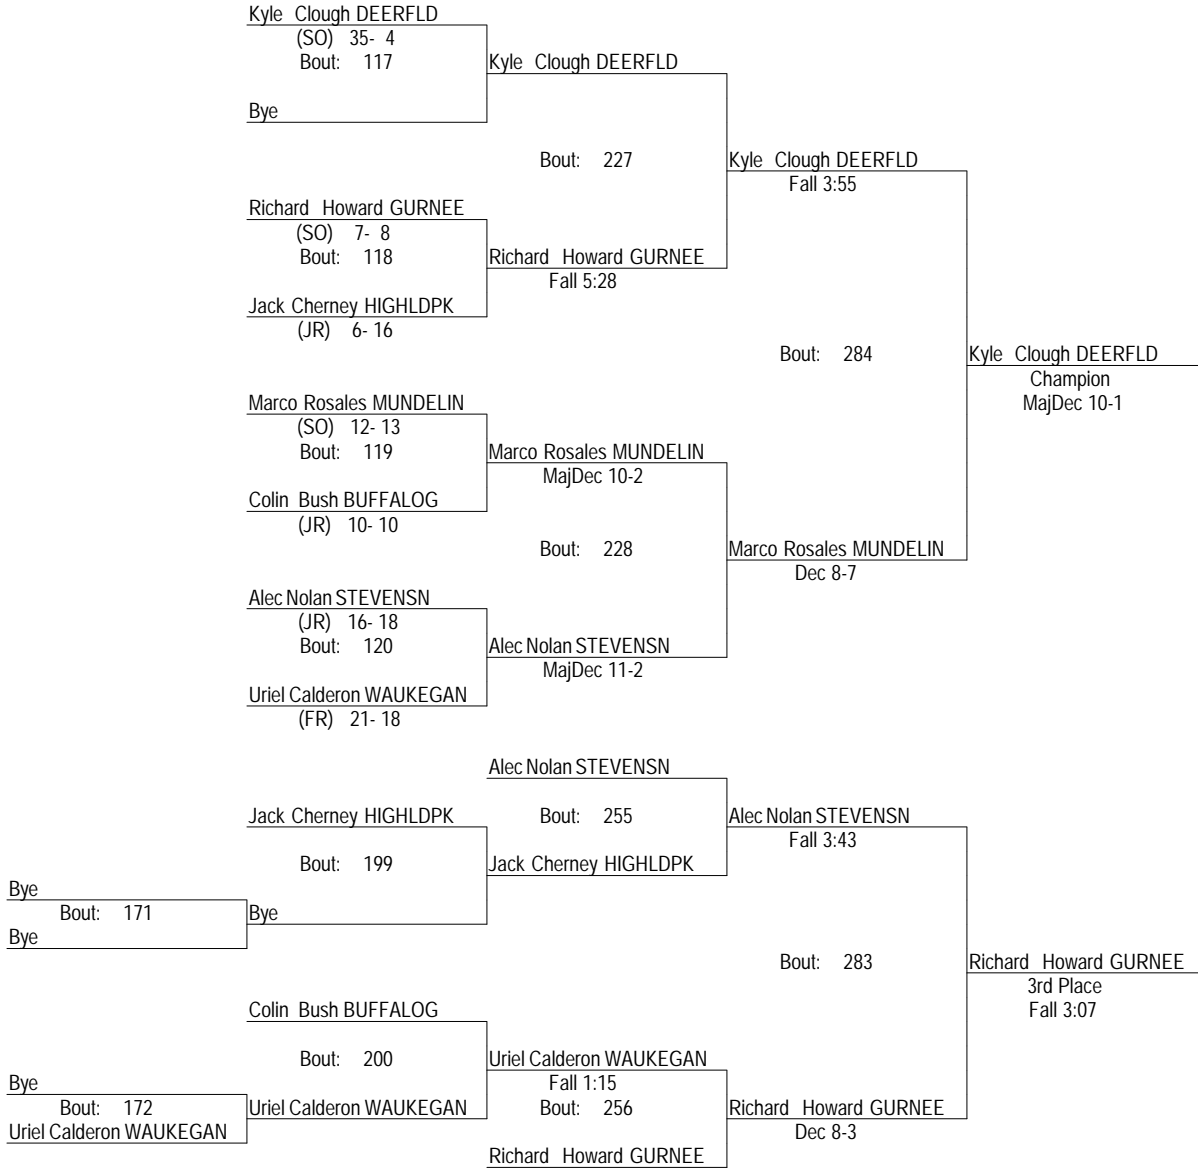 Kyle Clough DEERFLD
(SO) 35- 4
Bout: 117
Kyle Clough DEERFLD
Bye
Bout: 227
Kyle Clough DEERFLD
Fall 3:55
Richard Howard GURNEE
(SO) 7- 8
Bout: 118
Richard Howard GURNEE
Fall 5:28
Jack Cherney HIGHLDPK
(JR) 6- 16
Bout: 284
Kyle Clough DEERFLD
Champion
MajDec 10-1
Marco Rosales MUNDELIN
(SO) 12- 13
Bout: 119
Marco Rosales MUNDELIN
MajDec 10-2
Colin Bush BUFFALOG
(JR) 10- 10
Bout: 228
Marco Rosales MUNDELIN
Dec 8-7
Alec Nolan STEVENSN
(JR) 16- 18
Bout: 120
Alec Nolan STEVENSN
MajDec 11-2
Uriel Calderon WAUKEGAN
(FR) 21- 18
Alec Nolan STEVENSN
Jack Cherney HIGHLDPK
Bout: 255
Alec Nolan STEVENSN
Fall 3:43
Bout: 199
Jack Cherney HIGHLDPK
Bye
Bout: 171
Bye
Bye
Bout: 283
Richard Howard GURNEE
3rd Place
Fall 3:07
Colin Bush BUFFALOG
Bout: 200
Uriel Calderon WAUKEGAN
Fall 1:15
Bye
Bout: 172
Uriel Calderon WAUKEGAN
Bout: 256
Richard Howard GURNEE
Dec 8-3
Uriel Calderon WAUKEGAN
Richard Howard GURNEE